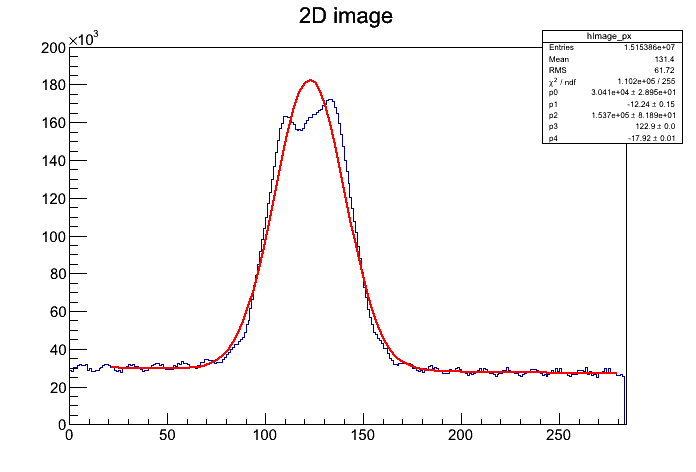 2D image
×10³
hImage_px
Entries 1.515386e+07
Mean 131.4
RMS 61.72
χ² / ndf 1.102e+05 / 255
p0 3.041e+04 ± 2.895e+01
p1 -12.24 ± 0.15
p2 1.537e+05 ± 8.189e+01
p3 122.9 ± 0.0
p4 -17.92 ± 0.01
200
180
160
140
120
100
80
60
40
20
0
0 50 100 150 200 250